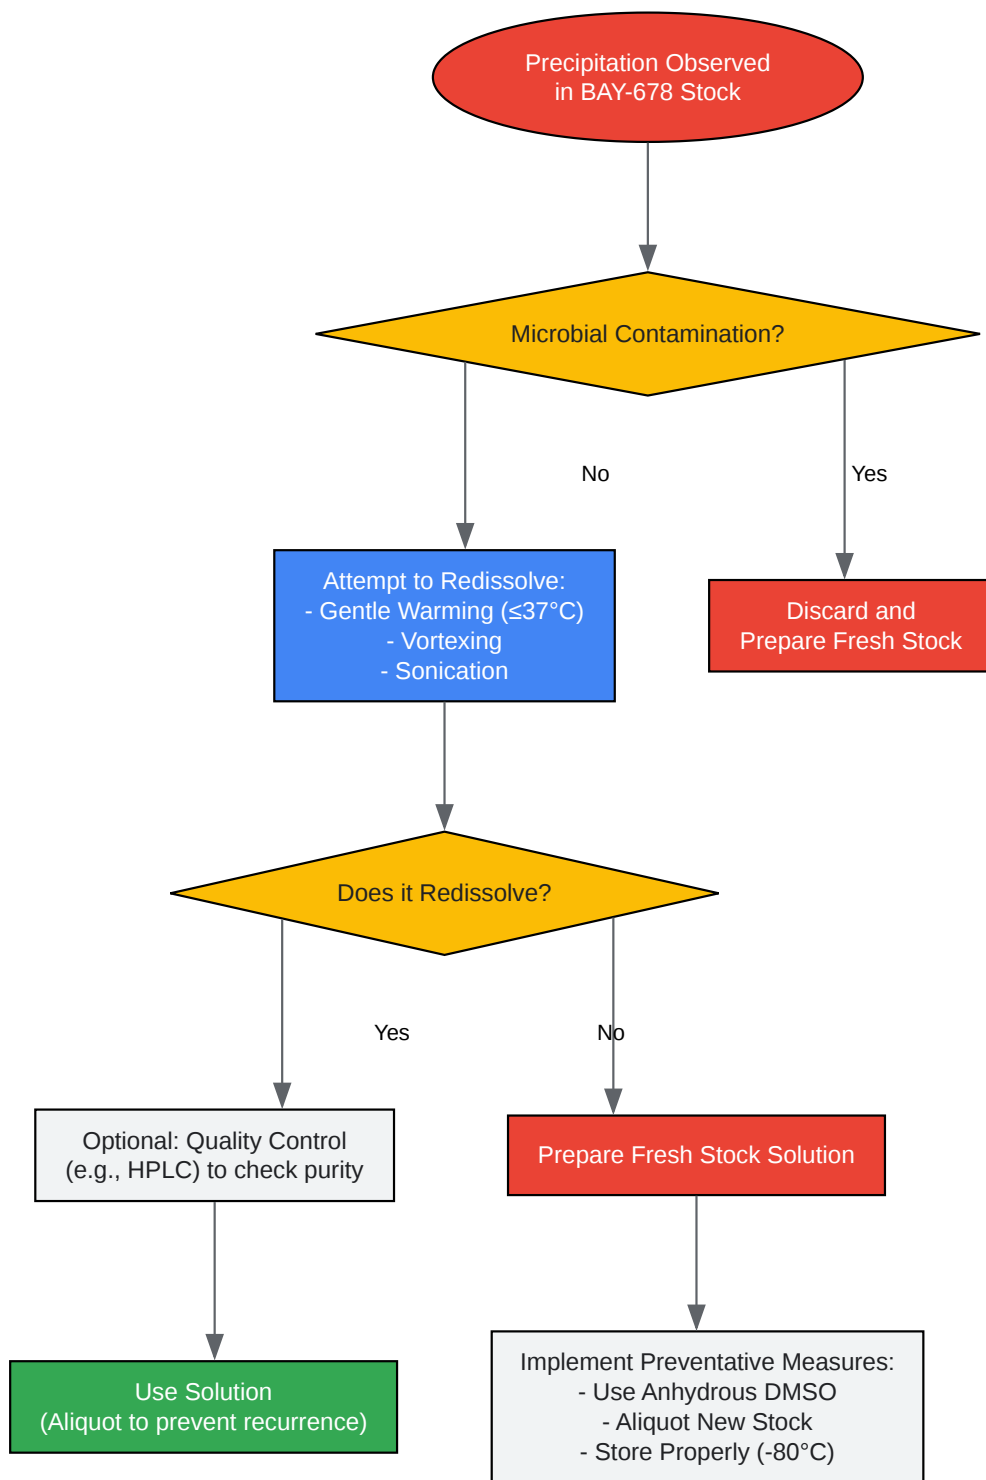 Precipitation Observed
in BAY-678 Stock
Microbial Contamination?
No
Yes
Attempt to Redissolve:
- Gentle Warming (≤37°C)
- Vortexing
- Sonication
Discard and
Prepare Fresh Stock
Does it Redissolve?
Yes
No
Optional: Quality Control
(e.g., HPLC) to check purity
Prepare Fresh Stock Solution
Use Solution
(Aliquot to prevent recurrence)
Implement Preventative Measures:
- Use Anhydrous DMSO
- Aliquot New Stock
- Store Properly (-80°C)